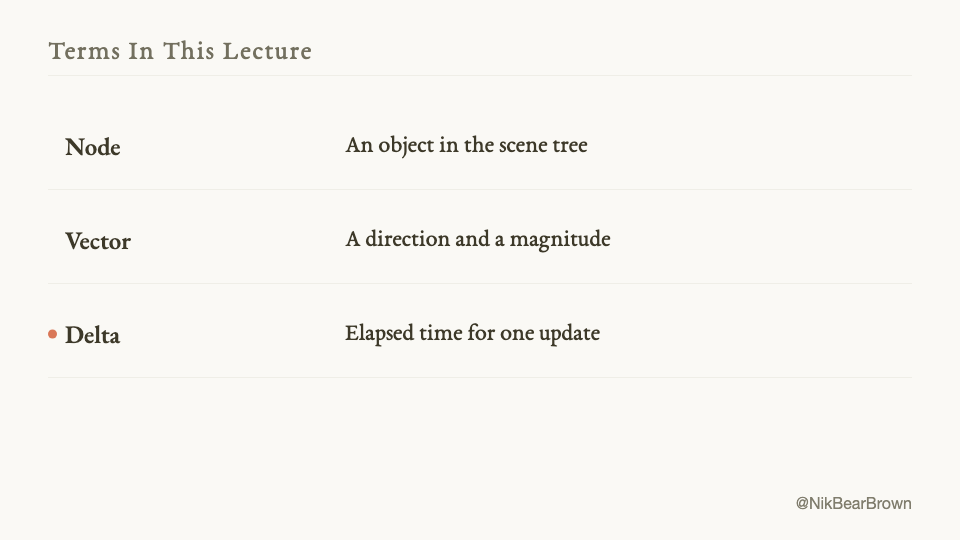 Terms In This Lecture
Node
An object in the scene tree
Vector
A direction and a magnitude
Delta
Elapsed time for one update
@NikBearBrown